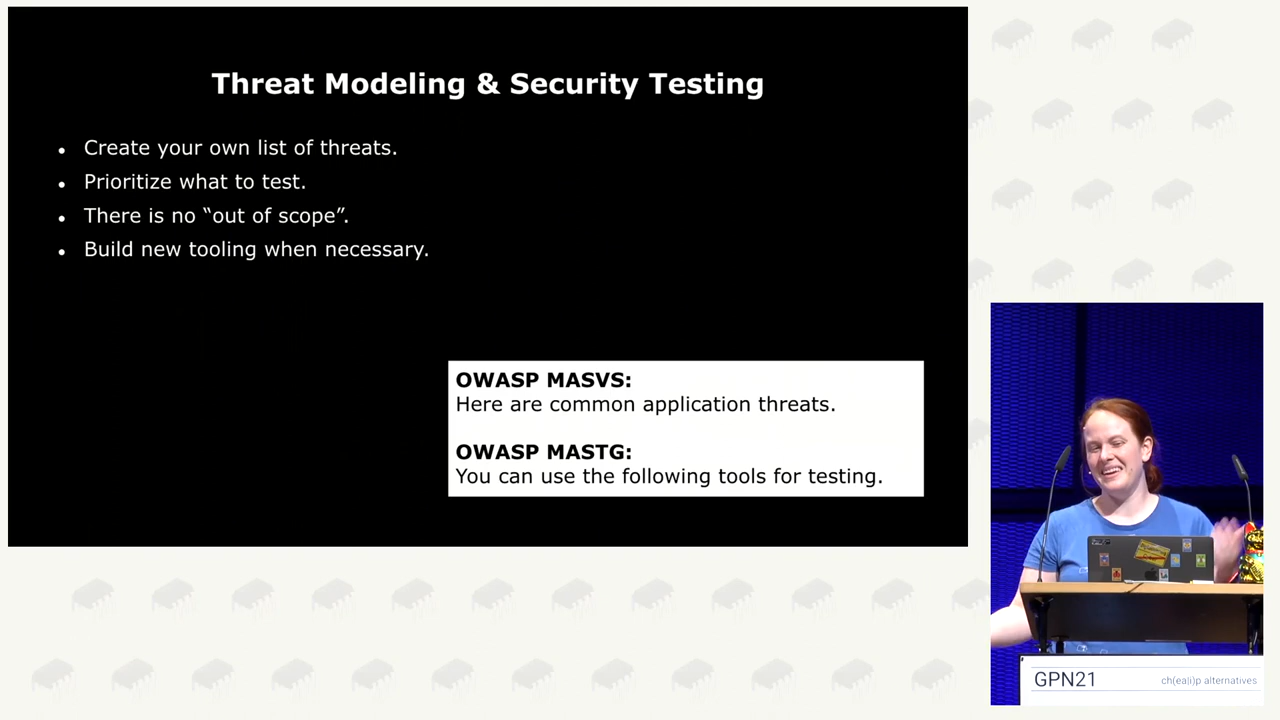 Threat Modeling & Security Testing
• Create your own list of threats.
• Prioritize what to test.
• There is no “out of scope”.
• Build new tooling when necessary.
OWASP MASVS:
Here are common application threats.
OWASP MASTG:
You can use the following tools for testing.
GPN21
ch(ea|i)p alternatives